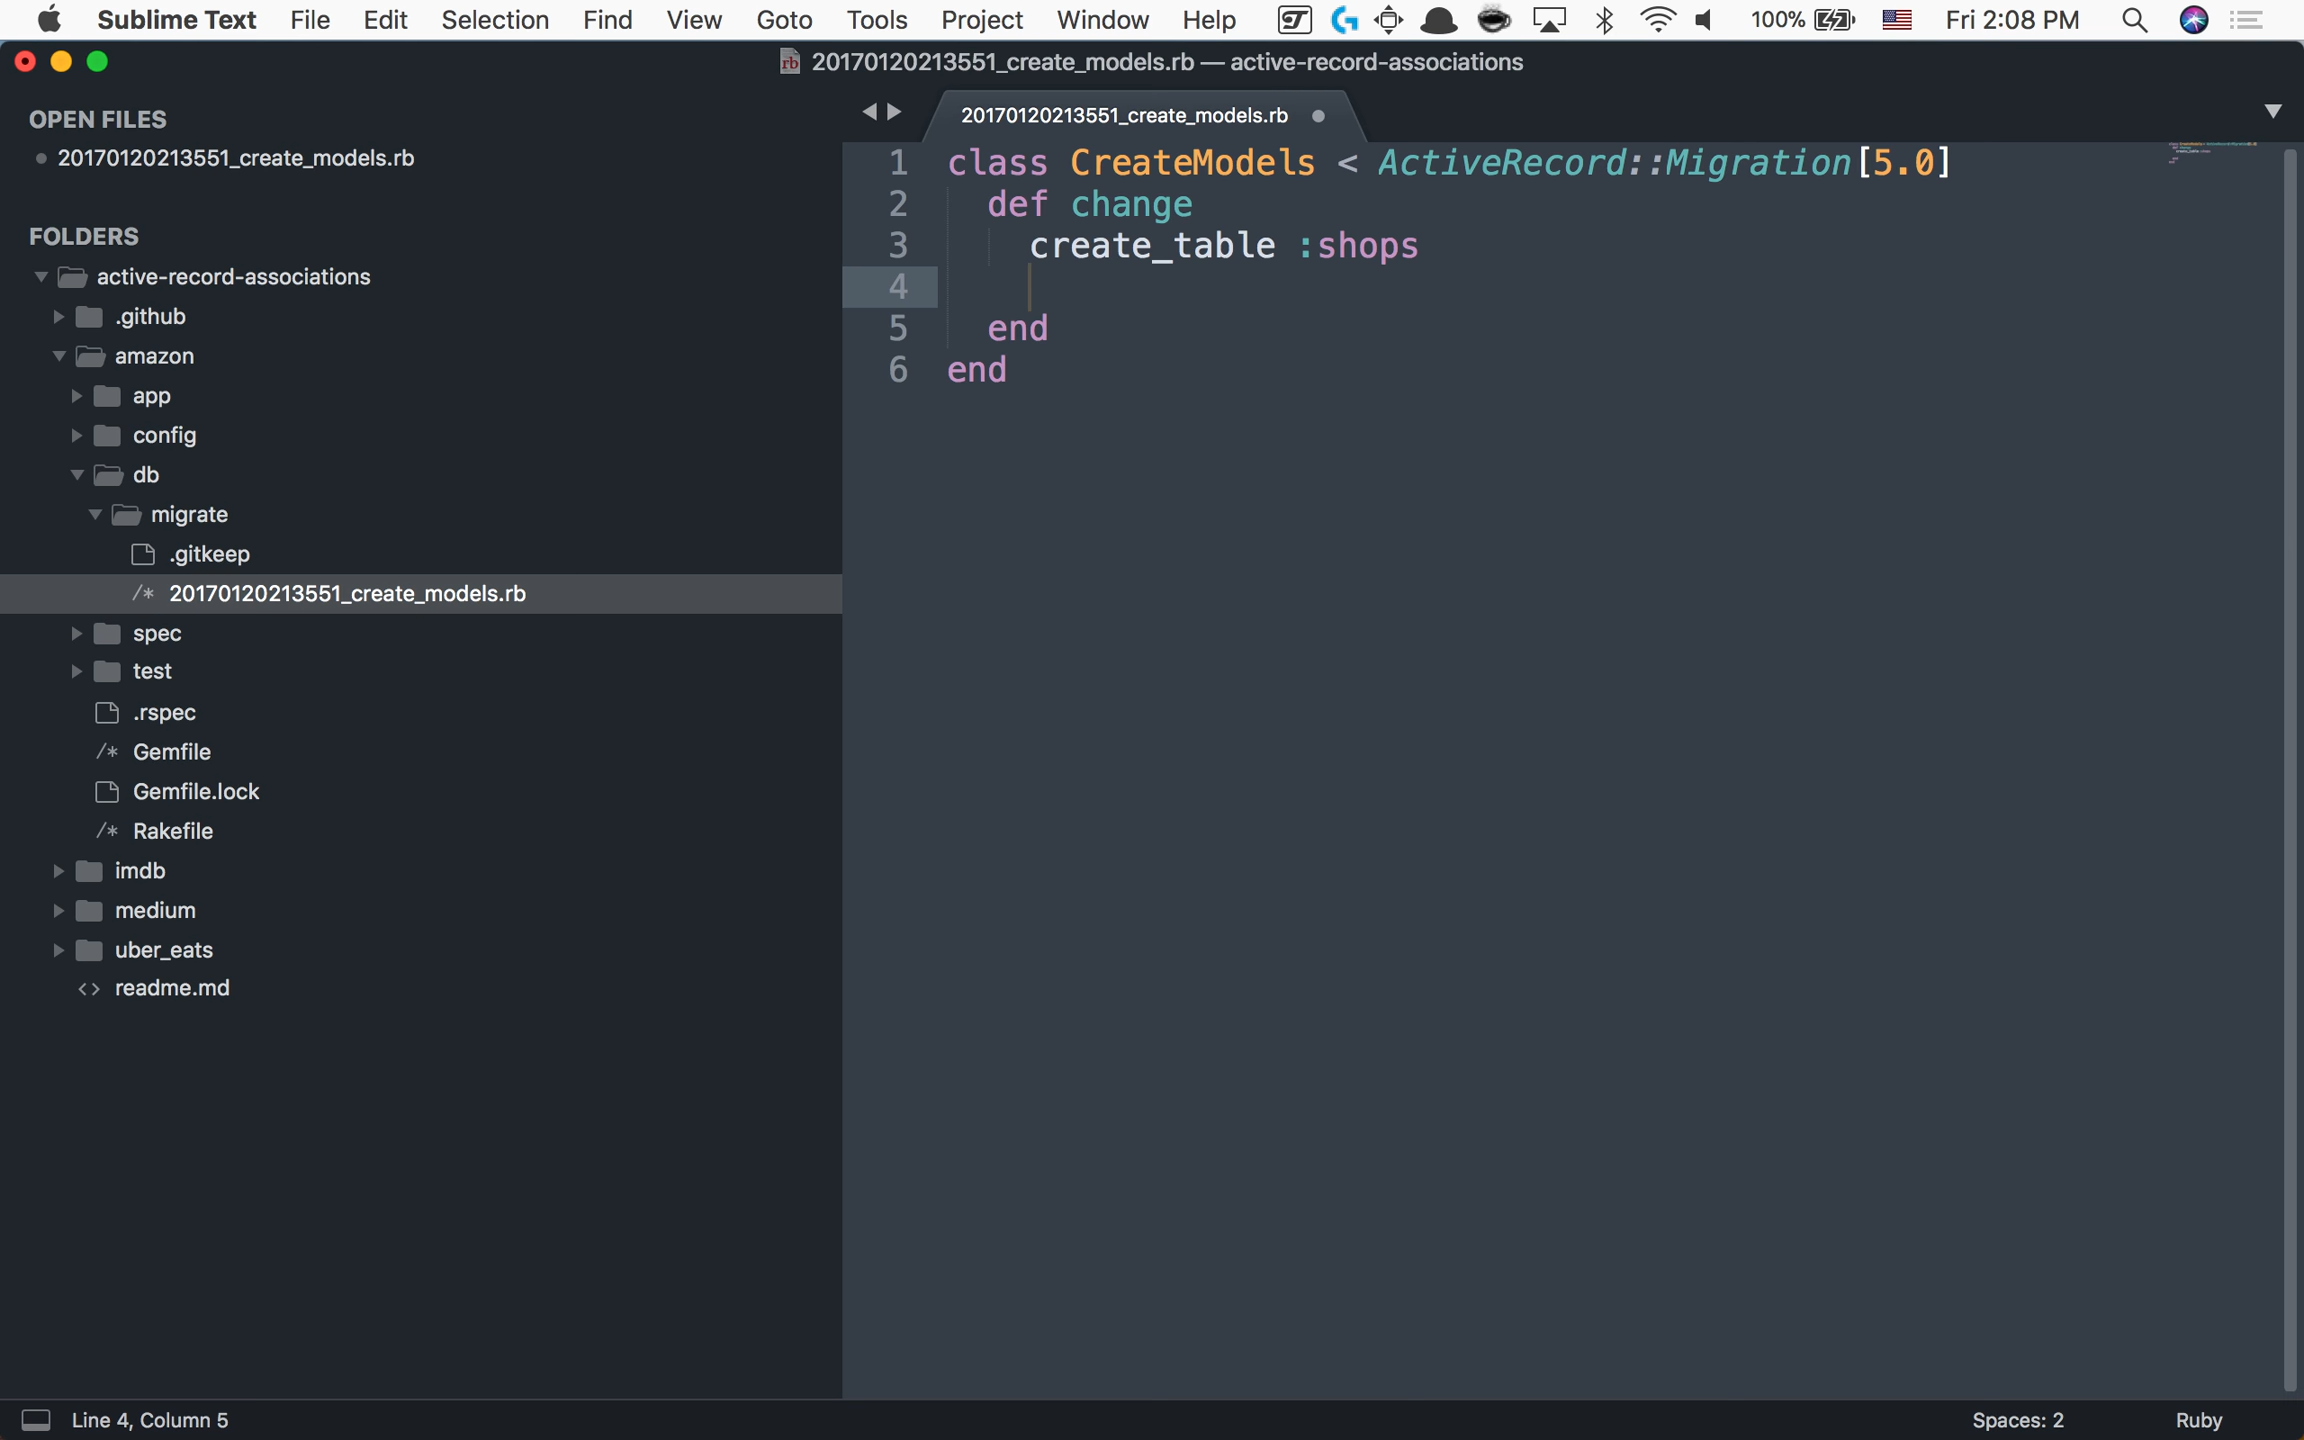 Sublime Text File Edit Selection Find View Goto Tools Project Window Help 100% Fri 2:08 PM
20170120213551_create_models.rb — active-record-associations
OPEN FILES
20170120213551_create_models.rb
FOLDERS
active-record-associations
.github
amazon
app
config
db
migrate
.gitkeep
/* 20170120213551_create_models.rb
spec
test
.rspec
/* Gemfile
Gemfile.lock
/* Rakefile
imdb
medium
uber_eats
<> readme.md
20170120213551_create_models.rb
1 class CreateModels < ActiveRecord::Migration[5.0]
2 def change
3 create_table :shops
4
5 end
6 end
Line 4, Column 5
Spaces: 2
Ruby